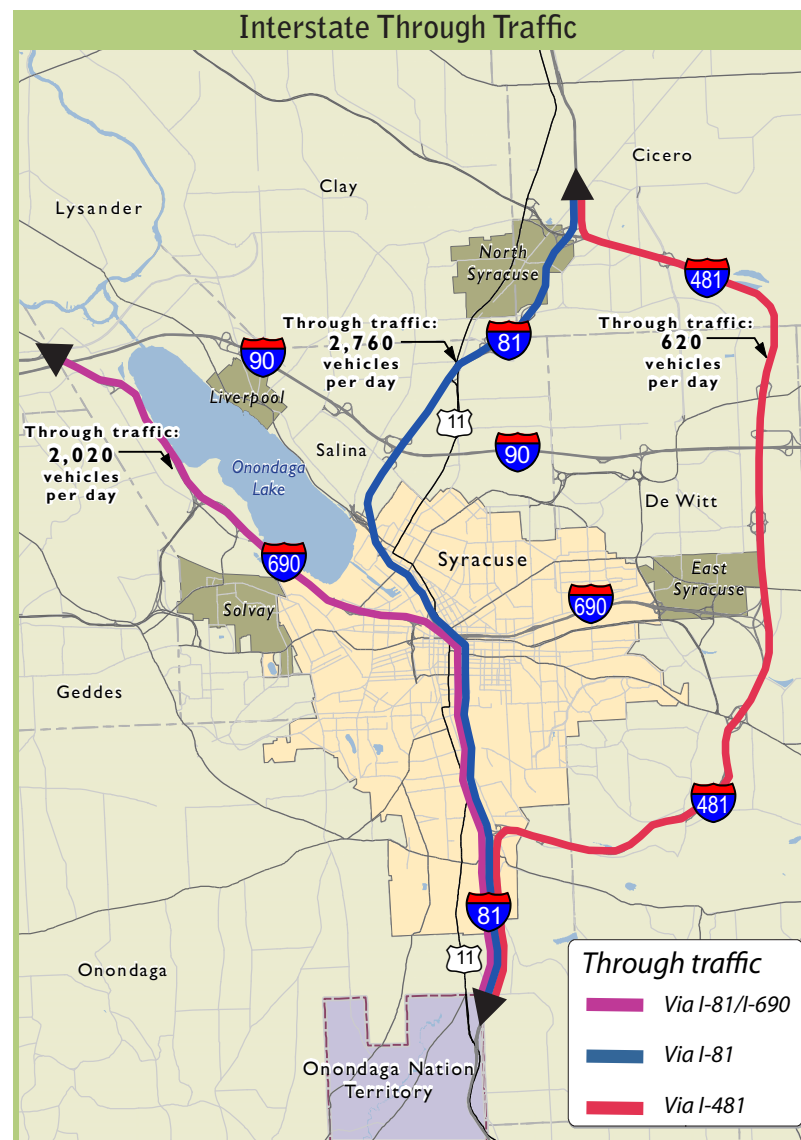 Interstate Through Traffic
Cicero
Clay
Lysander
North
Syracuse
481
Through traffic:
2,760
vehicles
per day
81
Through traffic:
620
vehicles
per day
90
Liverpool
11
Through traffic:
2,020
vehicles
per day
Salina
90
Onondaga
Lake
De Witt
Syracuse
690
East
Syracuse
690
Solvay
Geddes
481
81
11
Onondaga
Through traffic
Via I-81/I-690
Via I-81
Via I-481
Onondaga Nation
Territory